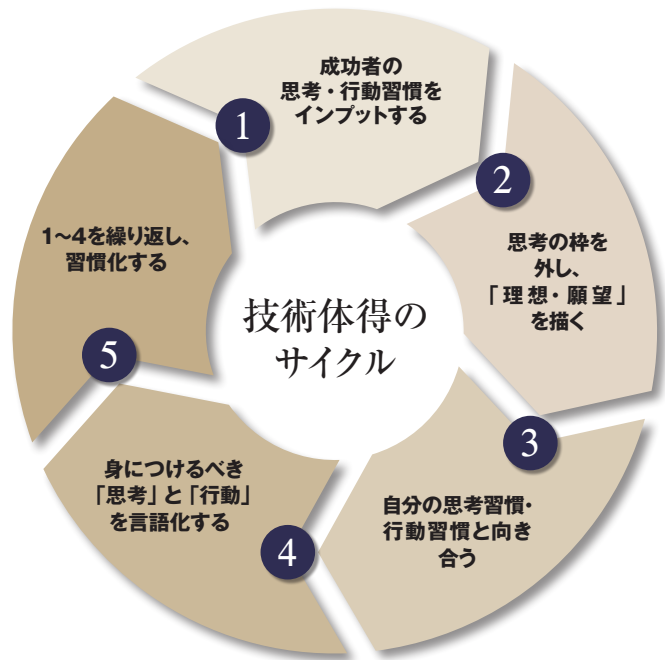 1
成功者の
思考・行動習慣を
インプットする
2
思考の枠を
外し、
「理想・願望」
を描く
3
自分の思考習慣・
行動習慣と向き
合う
4
身につけるべき
「思考」と「行動」
を言語化する
5
1〜4を繰り返し、
習慣化する
技術体得の
サイクル